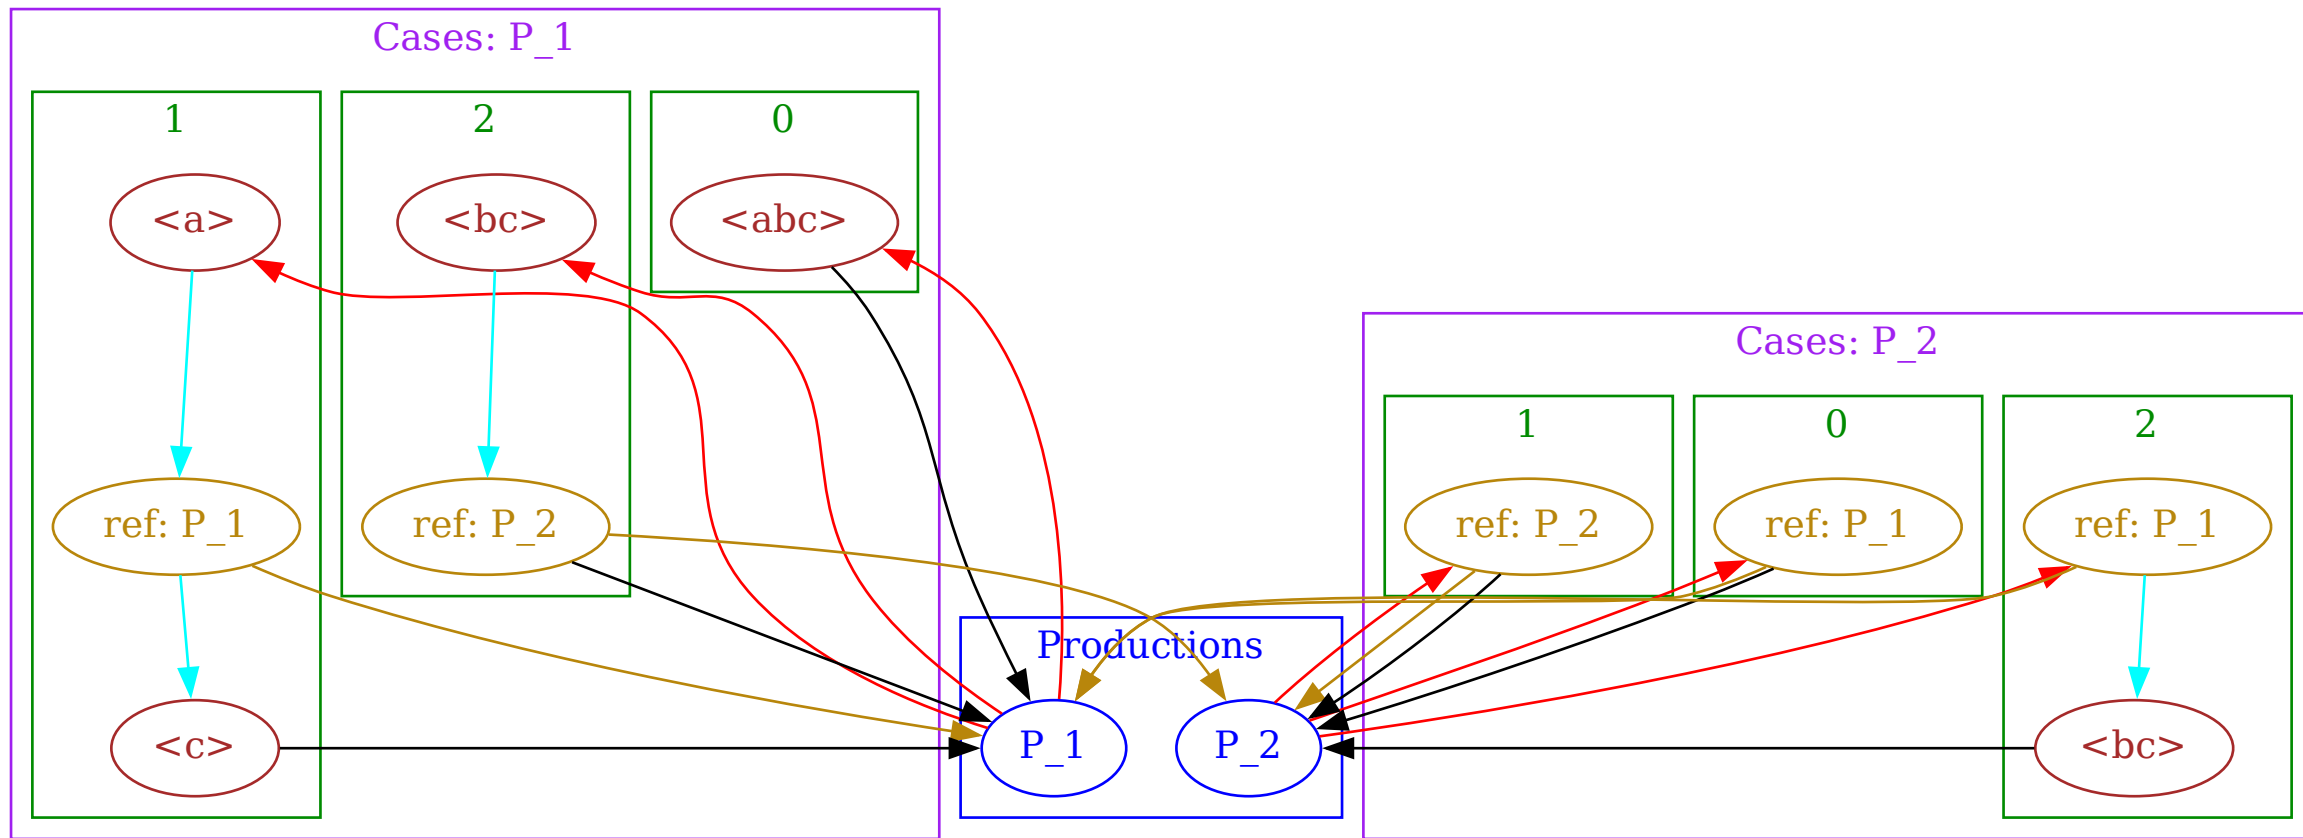 Cases: P_1
1
2
0
<a>
<bc>
<abc>
ref: P_1
ref: P_2
<c>
Productions
P_1
P_2
Cases: P_2
1
0
2
ref: P_2
ref: P_1
ref: P_1
<bc>